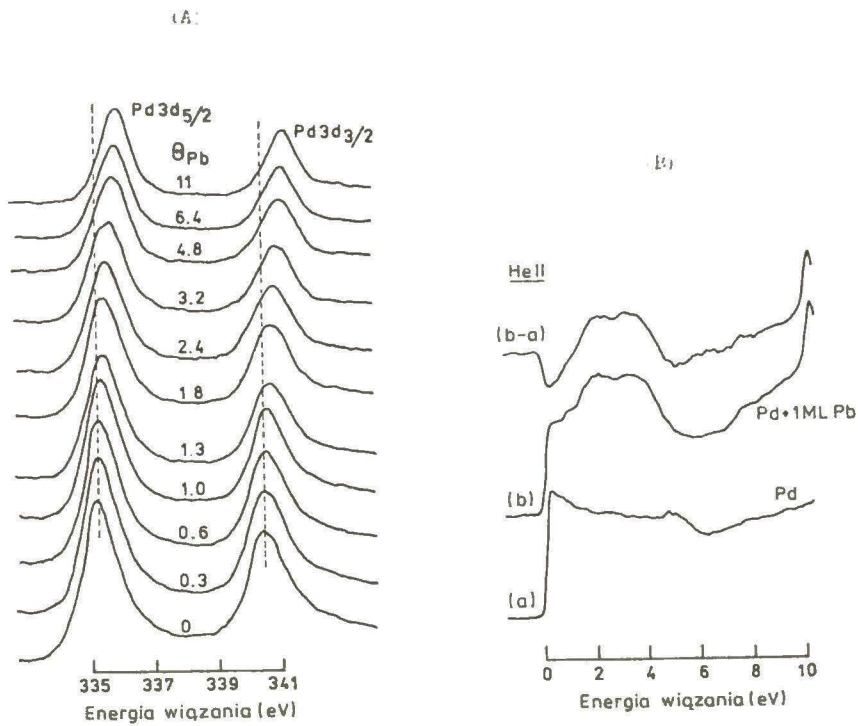 (A)
Pd3d5/2
Pd3d3/2
θPb
11
6.4
4.8
3.2
2.4
1.8
1.3
1.0
0.6
0.3
0
335 337 339 341
Energia wiązania (eV)
(B)
HeII
(b-a)
Pd+1ML Pb
(b)
Pd
(a)
0 2 4 6 8 10
Energia wiązania (eV)